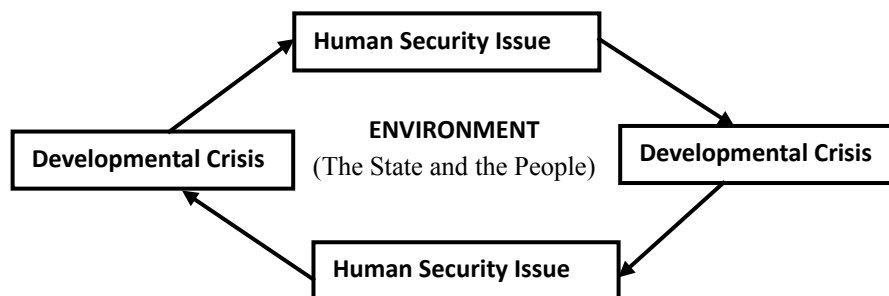 Human Security Issue
ENVIRONMENT
(The State and the People)
Developmental Crisis
Developmental Crisis
Human Security Issue